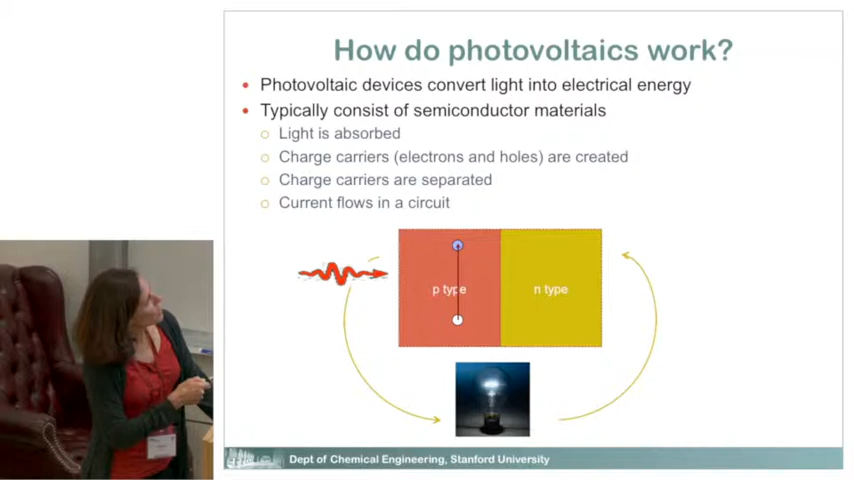 How do photovoltaics work?
Photovoltaic devices convert light into electrical energy
Typically consist of semiconductor materials
Light is absorbed
Charge carriers (electrons and holes) are created
Charge carriers are separated
Current flows in a circuit
p type
n type
Dept of Chemical Engineering, Stanford University